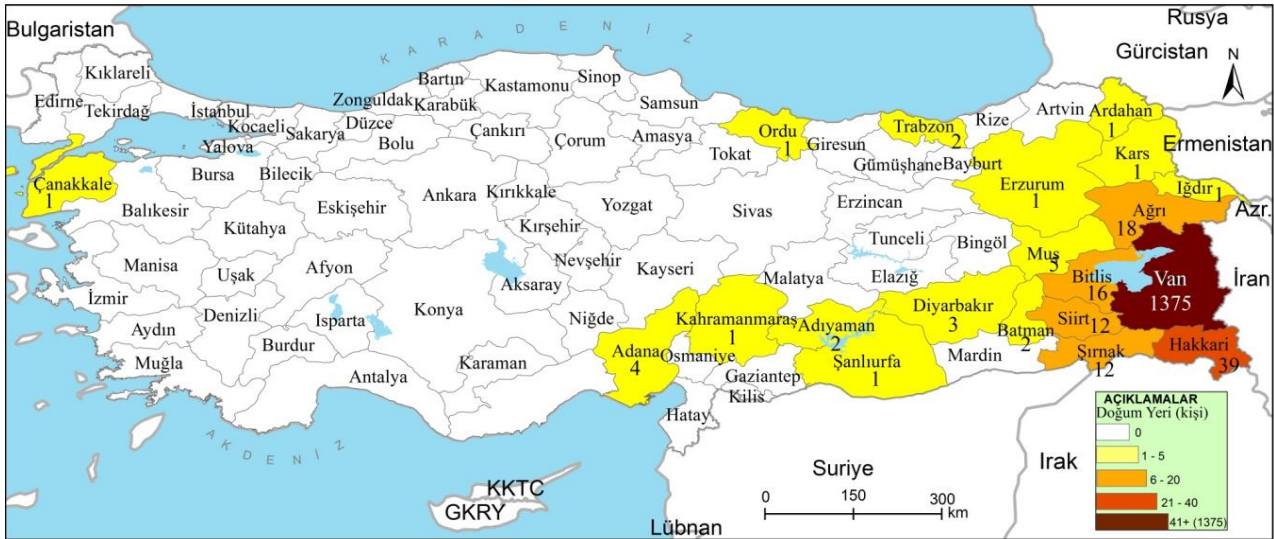 Bulgaristan
Rusya
Gürcistan
KARADENİZ
N
Kıklareli
Edirne
Tekirdağ
İstanbul
Kocaeli
Yalova
Sakarya
Düzce
Zonguldak
Bartın
Karabük
Kastamonu
Sinop
Samsun
Bolu
Çankırı
Çorum
Amasya
Tokat
Ordu
1
Giresun
Trabzon
2
Rize
Artvin
Ardahan
1
Ermenistan
Gümüşhane
Bayburt
Kars
1
Erzurum
1
Iğdır
1
Azr.
Çanakkale
1
Bursa
Bilecik
Balıkesir
Kütahya
Eskişehir
Ankara
Kırıkkale
Kırşehir
Yozgat
Sivas
Erzincan
Tunceli
Bingöl
Ağrı
18
Muş
Bitlis
16
Van
1375
İran
Manisa
Uşak
Afyon
Konya
Aksaray
Nevşehir
Kayseri
Malatya
Elazığ
Diyarbakır
3
Batman
2
Siirt
12
Şırnak
12
Hakkari
39
İzmir
Aydın
Denizli
Isparta
Burdur
Muğla
Antalya
Karaman
Niğde
Adana
4
Osmaniye
Kahramanmaraş
1
Adıyaman
2
Şanlıurfa
1
Mardin
Gaziantep
Kilis
Hatay
AKDENİZ
KKTC
GKRY
Lübnan
Suriye
Irak
0 150 300
km
AÇIKLAMALAR
Doğum Yeri (kişi)
0
1 - 5
6 - 20
21 - 40
41+ (1375)